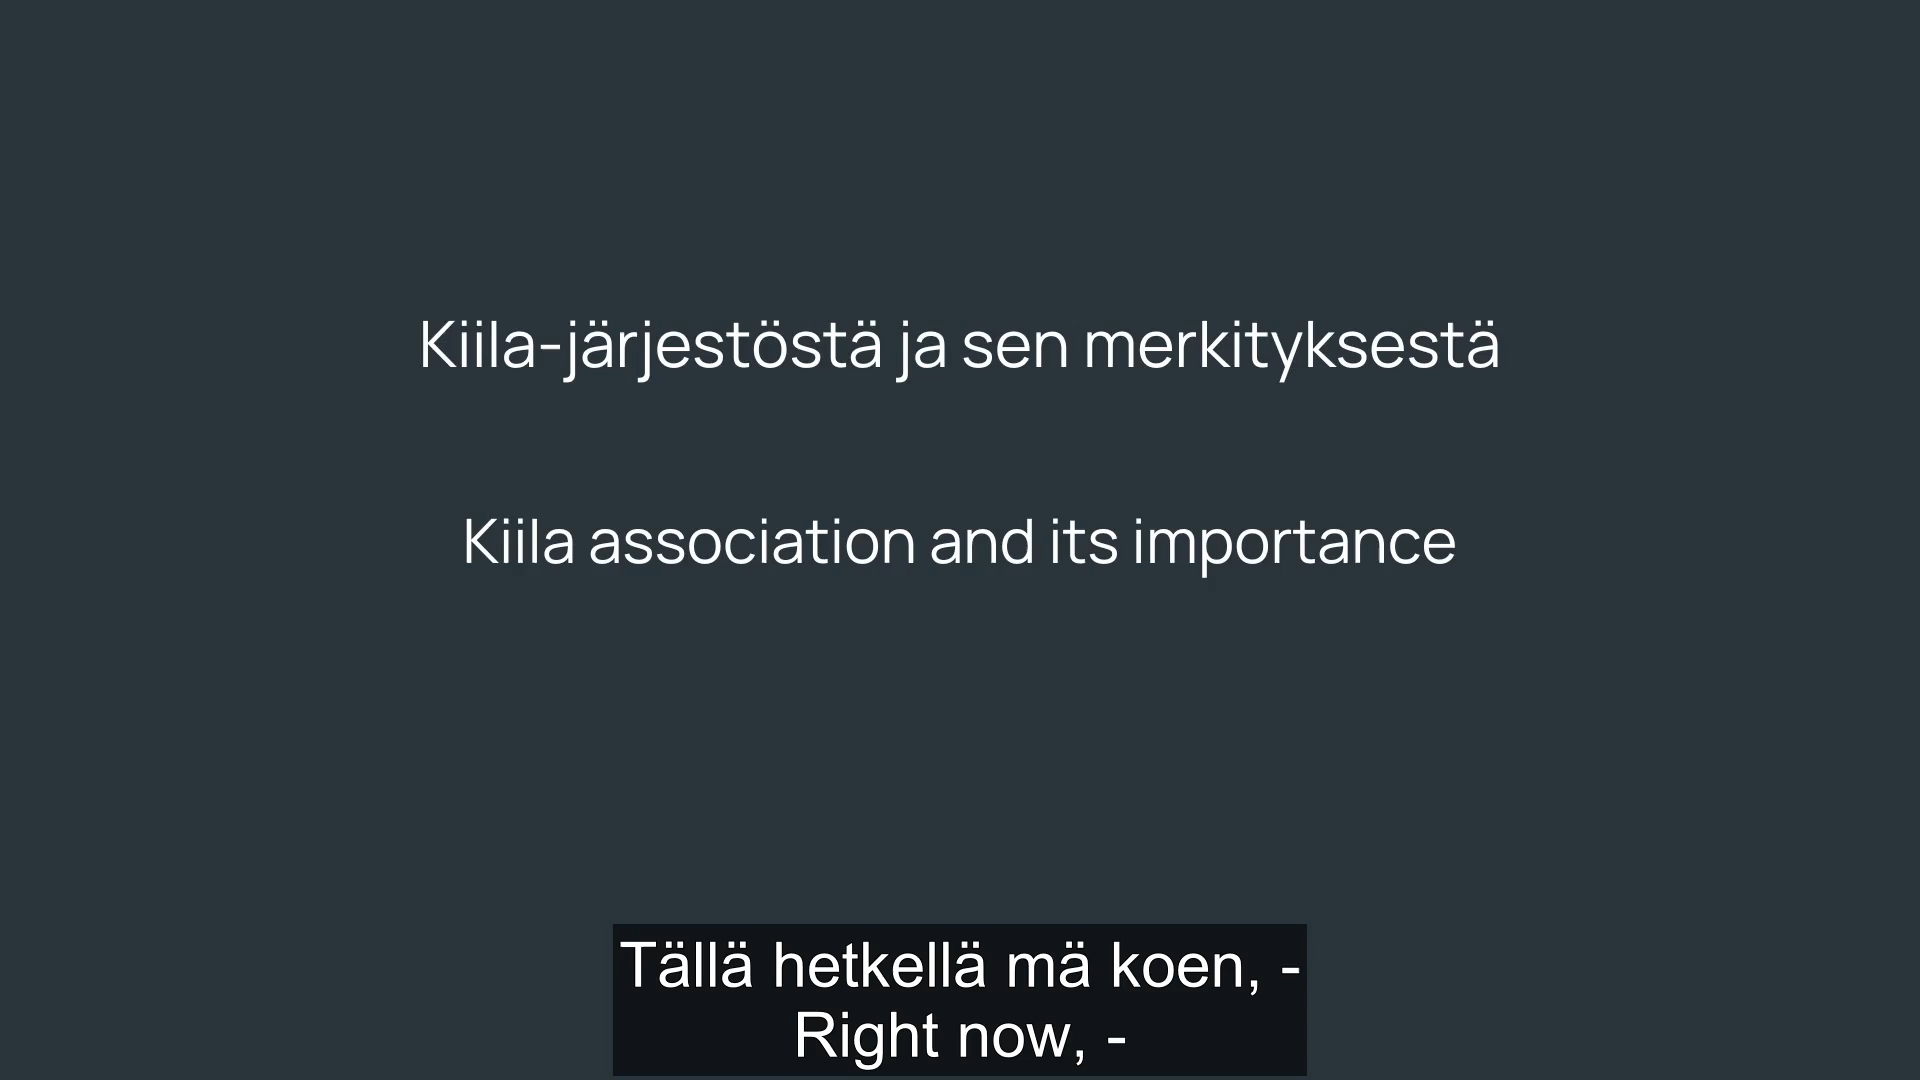 Kiila-järjestöstä ja sen merkityksestä
Kiila association and its importance
Tällä hetkellä mä koen, -
Right now, -